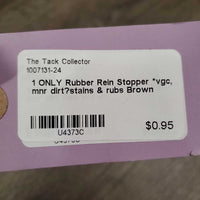 The Tack Collector
1007131-24
1 ONLY Rubber Rein Stopper *vgc,
mnr dirt?stains & rubs Brown
U4373C
$0.95
U4373C